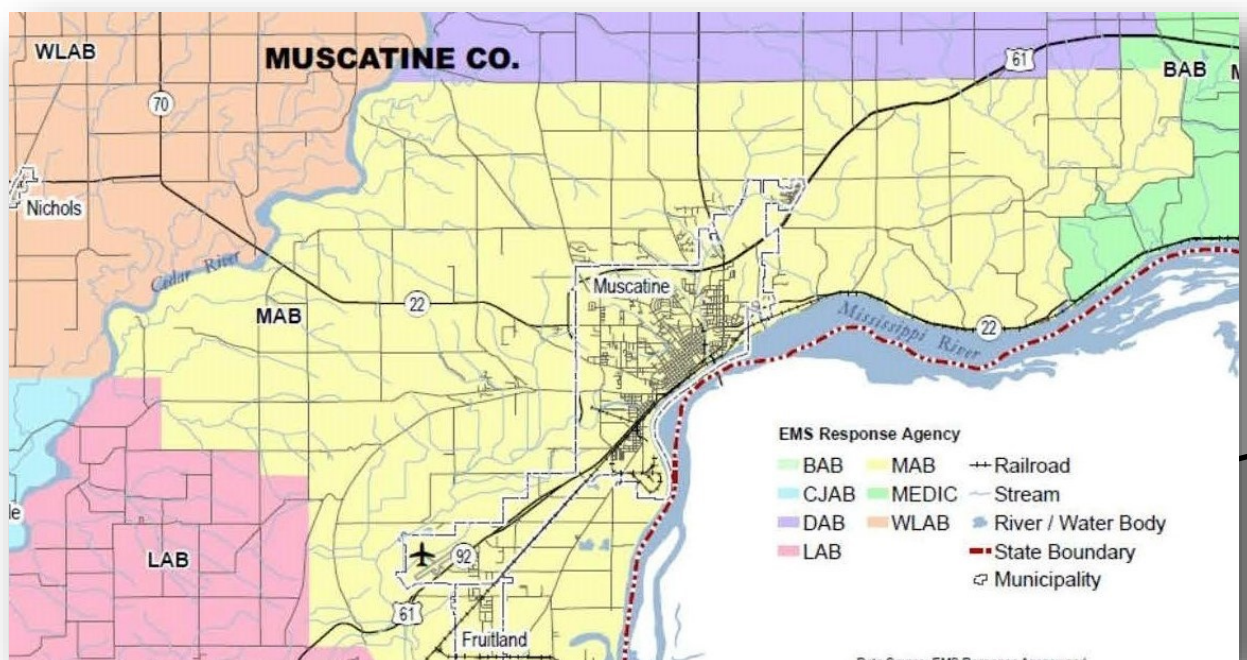 WLAB
MUSCATINE CO.
61
BAB
70
Nichols
Cedar River
Muscatine
22
MAB
Mississippi River
22
EMS Response Agency
BAB
MAB
Railroad
CJAB
MEDIC
Stream
DAB
WLAB
River / Water Body
LAB
State Boundary
Municipality
le
LAB
92
61
Fruitland